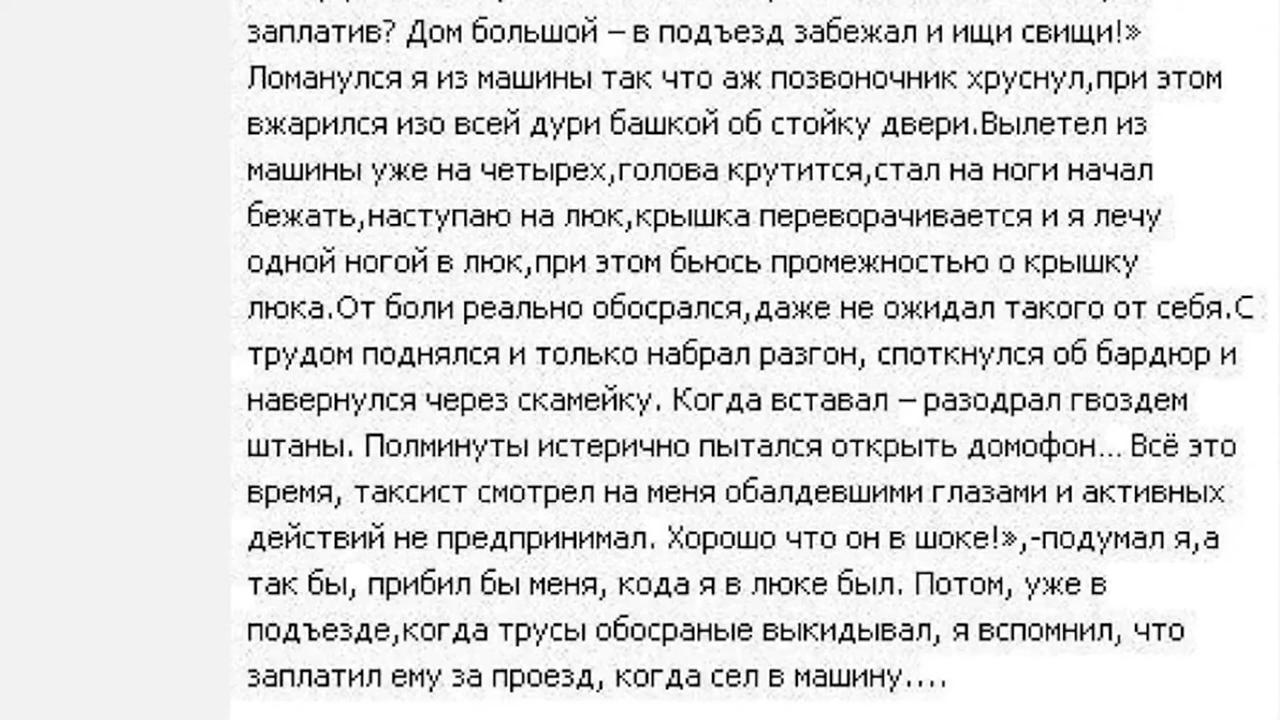 заплатив? Дом большой – в подъезд забежал и ищи свищи!»
Ломанулся я из машины так что аж позвоночник хруснул,при этом
вжарился изо всей дури башкой об стойку двери.Вылетел из
машины уже на четырех,голова крутится,стал на ноги начал
бежать,наступаю на люк,крышка переворачивается и я лечу
одной ногой в люк,при этом бьюсь промежностью о крышку
люка.От боли реально обосрался,даже не ожидал такого от себя.С
трудом поднялся и только набрал разгон, споткнулся об бардюр и
навернулся через скамейку. Когда вставал – разодрал гвоздем
штаны. Полминуты истерично пытался открыть домофон... Всё это
время, таксист смотрел на меня обалдевшими глазами и активных
действий не предпринимал. Хорошо что он в шоке!»,-подумал я,а
так бы, прибил бы меня, кода я в люке был. Потом, уже в
подъезде,когда трусы обосраные выкидывал, я вспомнил, что
заплатил ему за проезд, когда сел в машину....